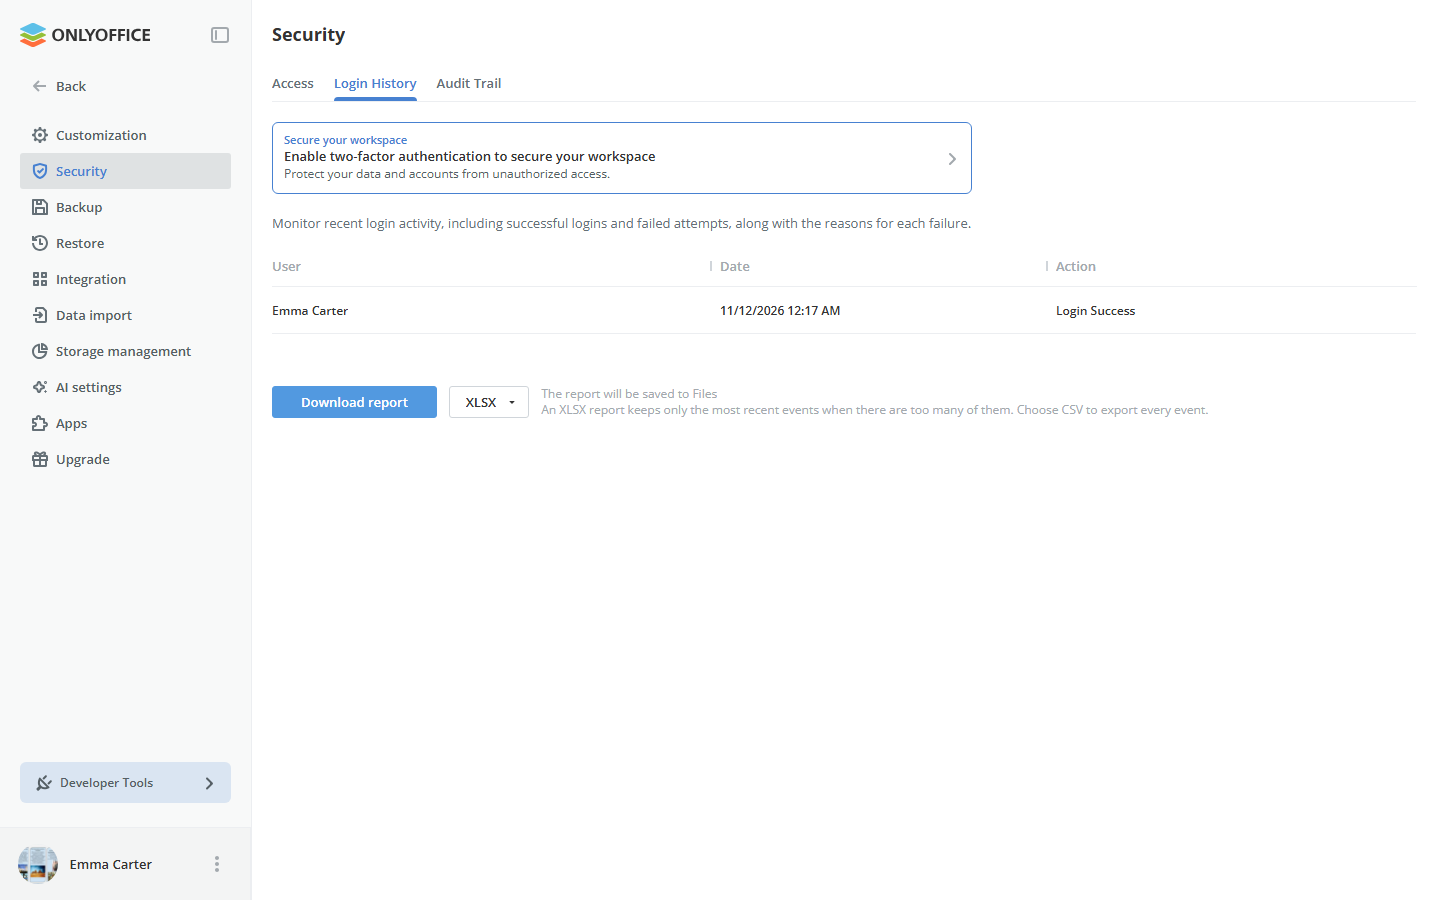 ONLYOFFICE
Back
Customization
Security
Backup
Restore
Integration
Data import
Storage management
AI settings
Apps
Upgrade
Developer Tools
Emma Carter
Security
Access
Login History
Audit Trail
Secure your workspace
Enable two-factor authentication to secure your workspace
Protect your data and accounts from unauthorized access.
Monitor recent login activity, including successful logins and failed attempts, along with the reasons for each failure.
User Date Action
Emma Carter 11/12/2026 12:17 AM Login Success
Download report
XLSX
The report will be saved to Files
An XLSX report keeps only the most recent events when there are too many of them. Choose CSV to export every event.